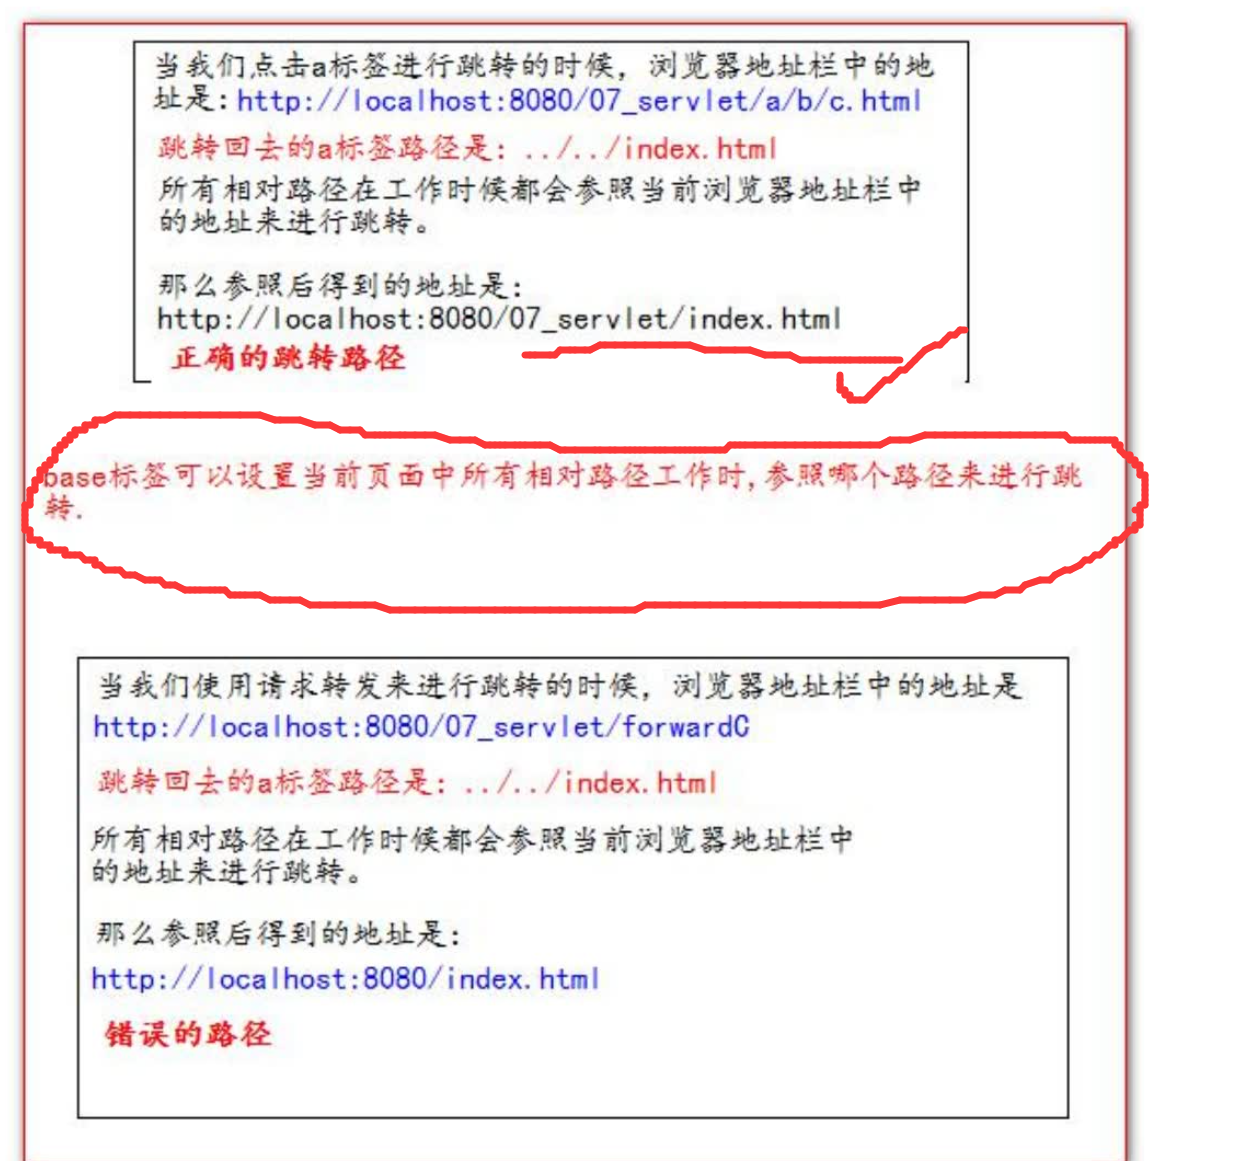 当我们点击a标签进行跳转的时候，浏览器地址栏中的地
址是：http://localhost:8080/07_servlet/a/b/c.html
跳转回去的a标签路径是：../../index.html
所有相对路径在工作时候都会参照当前浏览器地址栏中
的地址来进行跳转。
那么参照后得到的地址是：
http://localhost:8080/07_servlet/index.html
正确的跳转路径
base标签可以设置当前页面中所有相对路径工作时,参照哪个路径来进行跳
转.
当我们使用请求转发来进行跳转的时候，浏览器地址栏中的地址是
http://localhost:8080/07_servlet/forwardC
跳转回去的a标签路径是：../../index.html
所有相对路径在工作时候都会参照当前浏览器地址栏中
的地址来进行跳转。
那么参照后得到的地址是：
http://localhost:8080/index.html
错误的路径